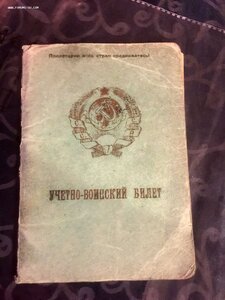 Пролетарии всех стран соединяйтесь!
УЧЕТНО-ВОИНСКИЙ БИЛЕТ